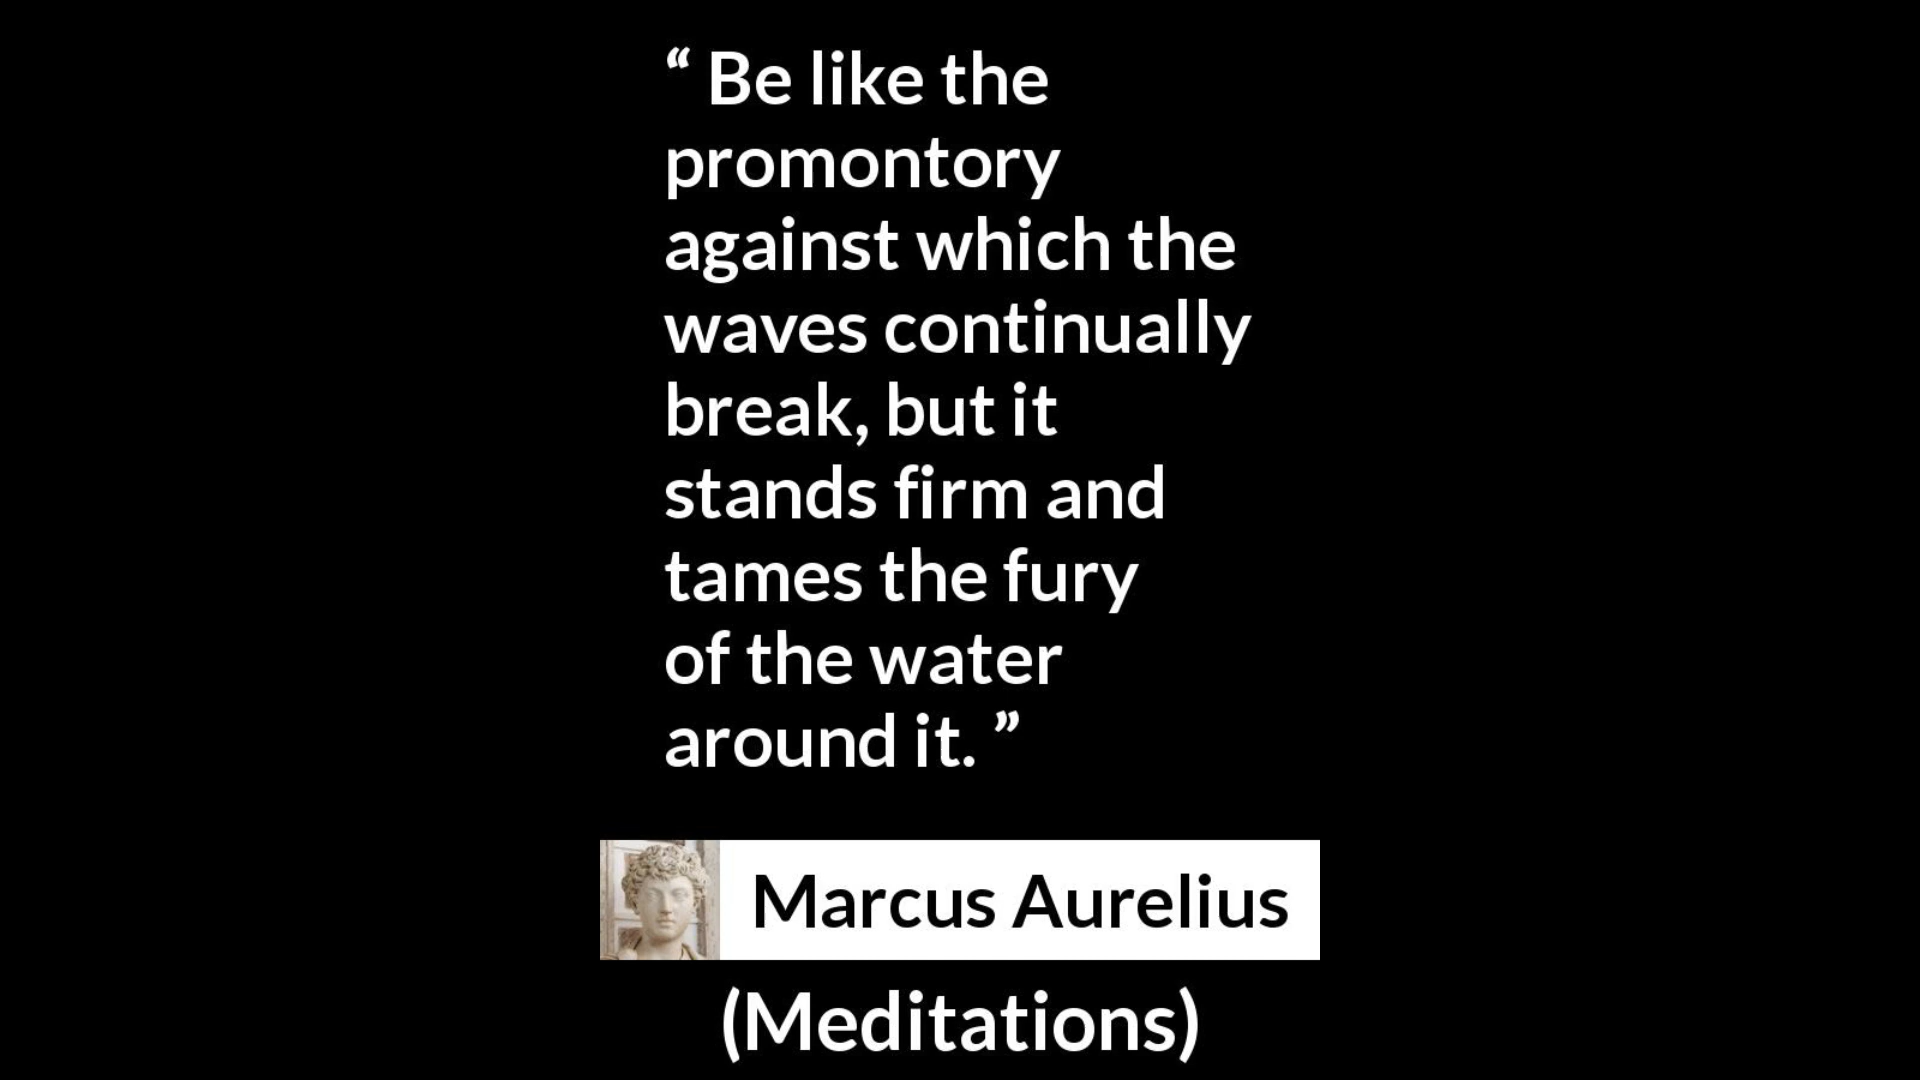 “ Be like the
promontory
against which the
waves continually
break, but it
stands firm and
tames the fury
of the water
around it. ”
Marcus Aurelius
(Meditations)